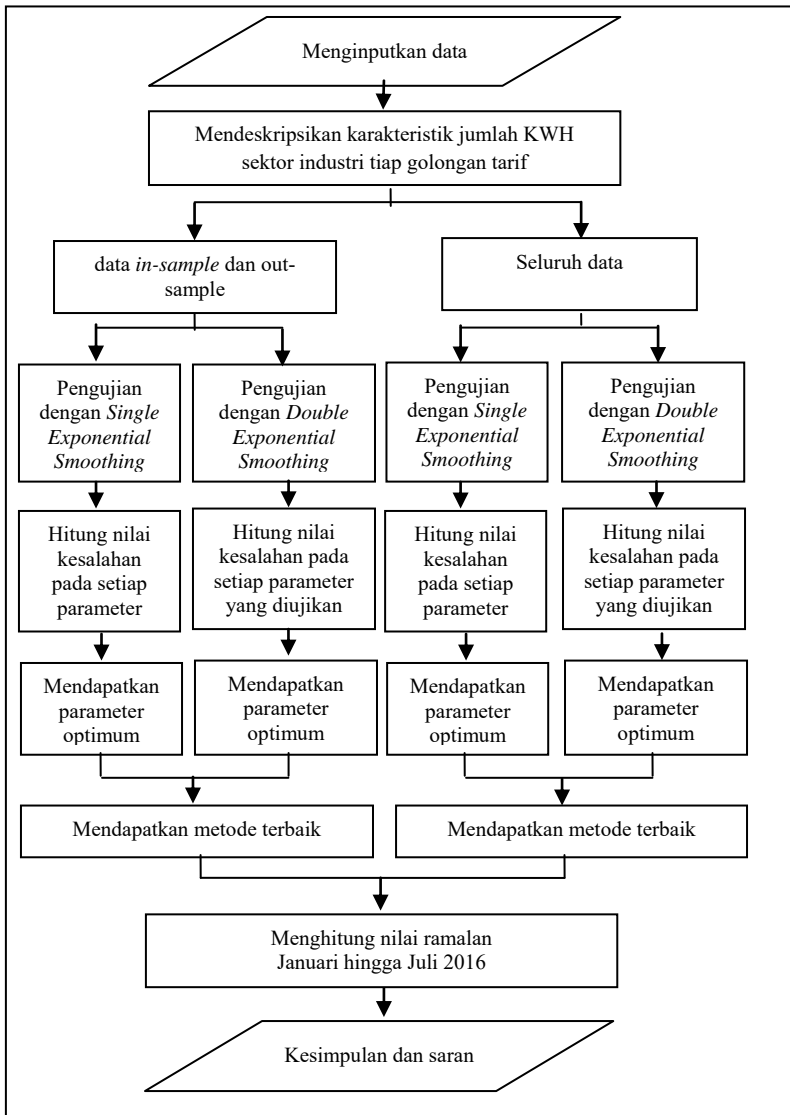 Menginputkan data
Mendeskripsikan karakteristik jumlah KWH
sektor industri tiap golongan tarif
data in-sample dan out-
sample
Seluruh data
Pengujian
dengan Single
Exponential
Smoothing
Pengujian
dengan Double
Exponential
Smoothing
Pengujian
dengan Single
Exponential
Smoothing
Pengujian
dengan Double
Exponential
Smoothing
Hitung nilai
kesalahan
pada setiap
parameter
Hitung nilai
kesalahan pada
setiap parameter
yang diujikan
Hitung nilai
kesalahan
pada setiap
parameter
Hitung nilai
kesalahan pada
setiap parameter
yang diujikan
Mendapatkan
parameter
optimum
Mendapatkan
parameter
optimum
Mendapatkan
parameter
optimum
Mendapatkan
parameter
optimum
Mendapatkan metode terbaik
Mendapatkan metode terbaik
Menghitung nilai ramalan
Januari hingga Juli 2016
Kesimpulan dan saran